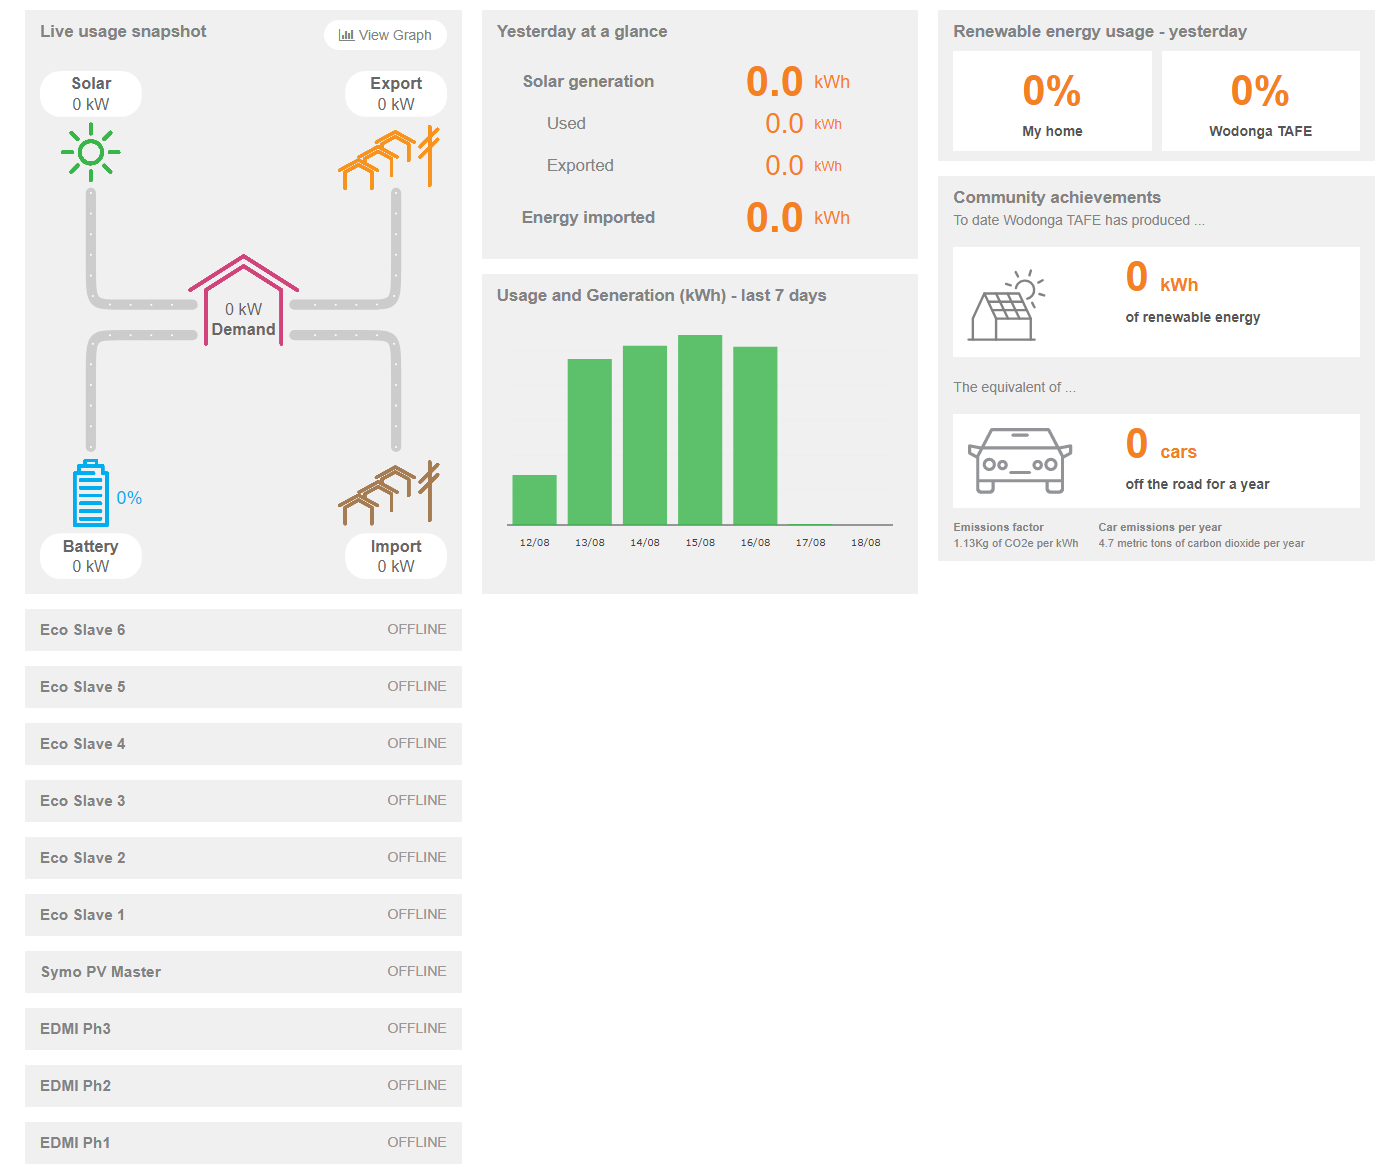 Live usage snapshot
View Graph
Solar
0 kW
Export
0 kW
0 kW
Demand
0%
Battery
0 kW
Import
0 kW
Eco Slave 6 OFFLINE
Eco Slave 5 OFFLINE
Eco Slave 4 OFFLINE
Eco Slave 3 OFFLINE
Eco Slave 2 OFFLINE
Eco Slave 1 OFFLINE
Symo PV Master OFFLINE
EDMI Ph3 OFFLINE
EDMI Ph2 OFFLINE
EDMI Ph1 OFFLINE
Yesterday at a glance
Solar generation 0.0 kWh
Used 0.0 kWh
Exported 0.0 kWh
Energy imported 0.0 kWh
Usage and Generation (kWh) - last 7 days
12/08 13/08 14/08 15/08 16/08 17/08 18/08
Renewable energy usage - yesterday
0%
My home
0%
Wodonga TAFE
Community achievements
To date Wodonga TAFE has produced ...
0 kWh
of renewable energy
The equivalent of ...
0 cars
off the road for a year
Emissions factor
1.13Kg of CO2e per kWh
Car emissions per year
4.7 metric tons of carbon dioxide per year